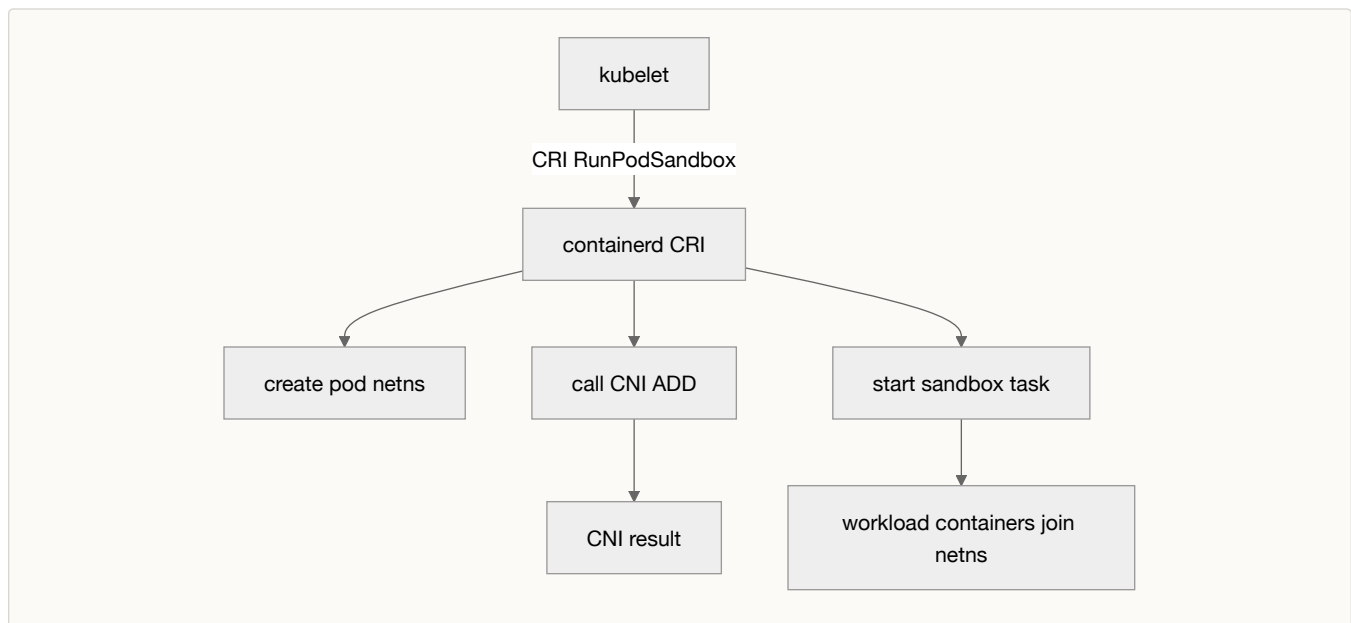 kubelet
CRI RunPodSandbox
containerd CRI
create pod netns
call CNI ADD
start sandbox task
CNI result
workload containers join
netns